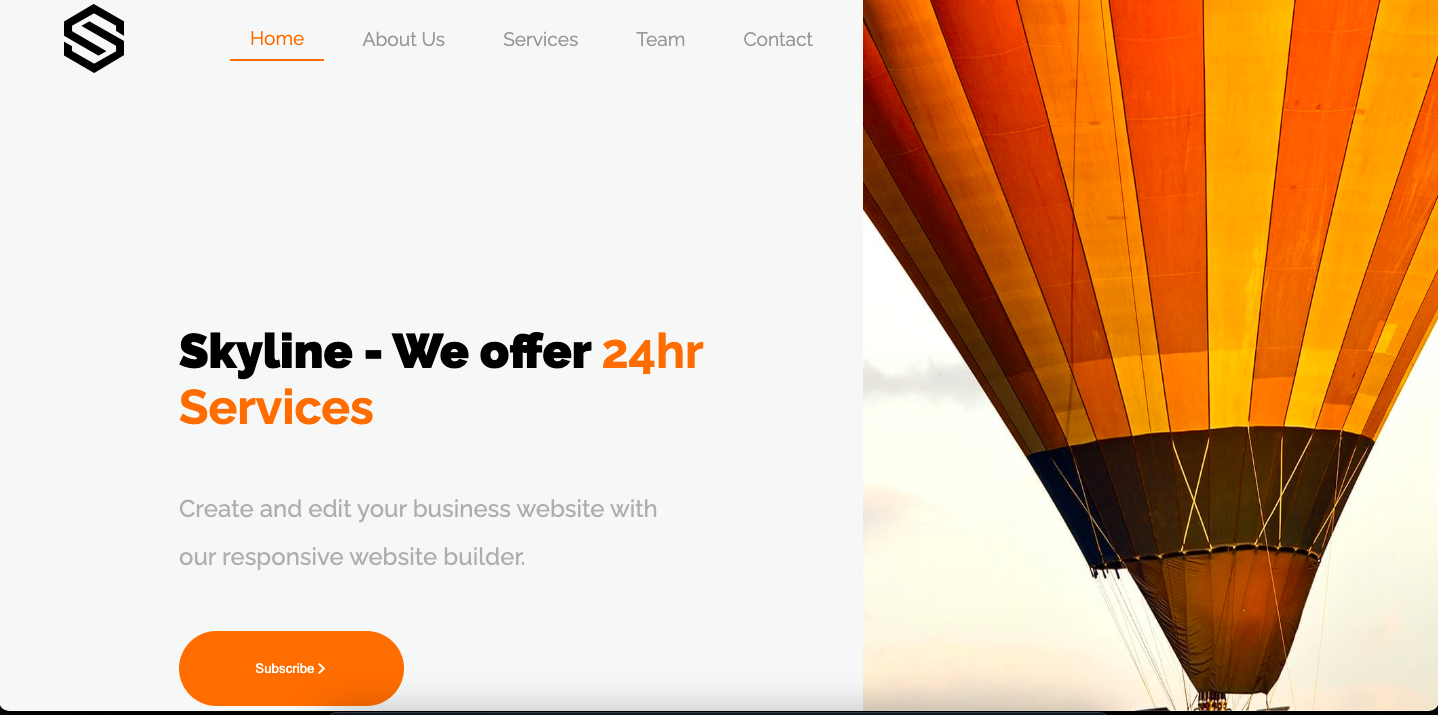 Home
About Us
Services
Team
Contact
Skyline - We offer 24hr
Services
Create and edit your business website with
our responsive website builder.
Subscribe